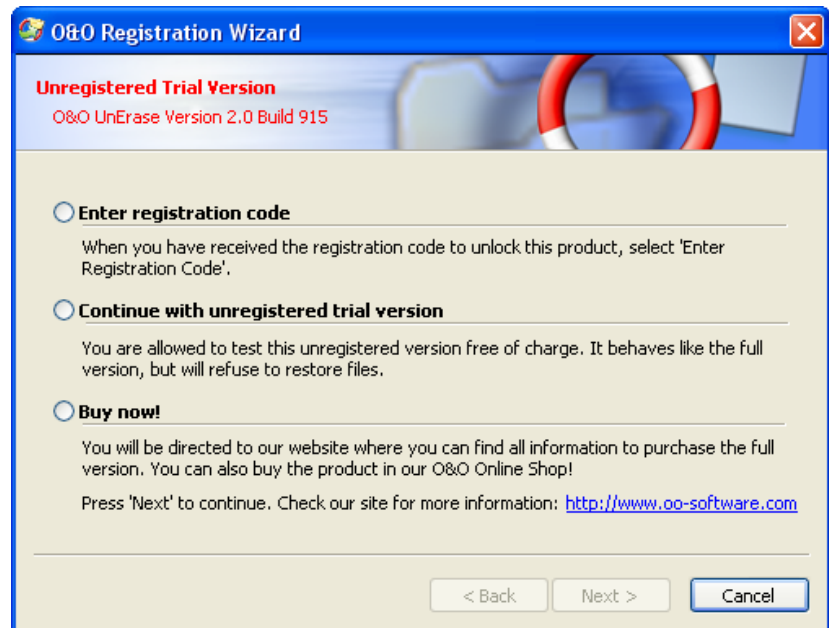 O&O Registration Wizard
Unregistered Trial Version
O&O UnErase Version 2.0 Build 915
Enter registration code
When you have received the registration code to unlock this product, select 'Enter
Registration Code'.
Continue with unregistered trial version
You are allowed to test this unregistered version free of charge. It behaves like the full
version, but will refuse to restore files.
Buy now!
You will be directed to our website where you can find all information to purchase the full
version. You can also buy the product in our O&O Online Shop!
Press 'Next' to continue. Check our site for more information: http://www.oo-software.com
< Back Next > Cancel